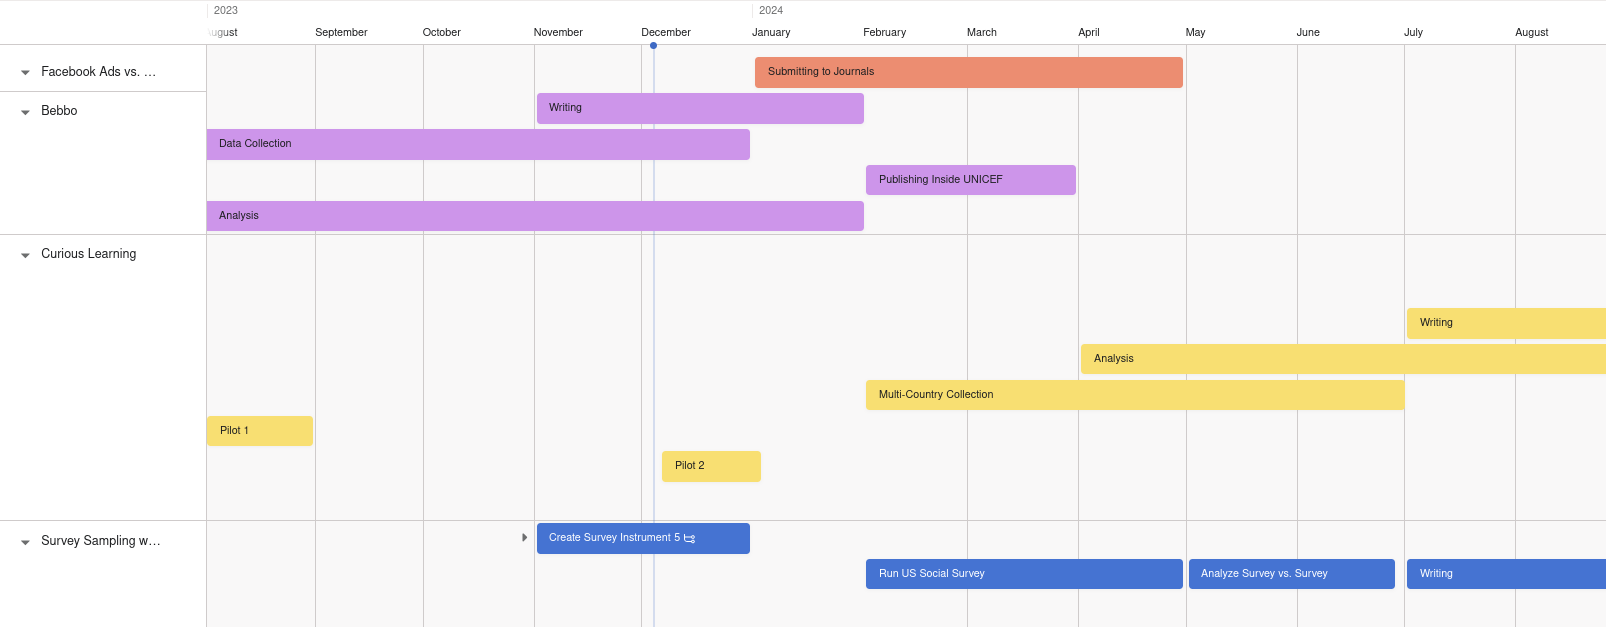 2023 2024
ugust September October November December January February March April May June July August
Facebook Ads vs. ... Submitting to Journals
Bebbo Writing
Data Collection
Publishing Inside UNICEF
Analysis
Curious Learning
Writing
Analysis
Multi-Country Collection
Pilot 1
Pilot 2
Survey Sampling w... Create Survey Instrument 5
Run US Social Survey Analyze Survey vs. Survey Writing